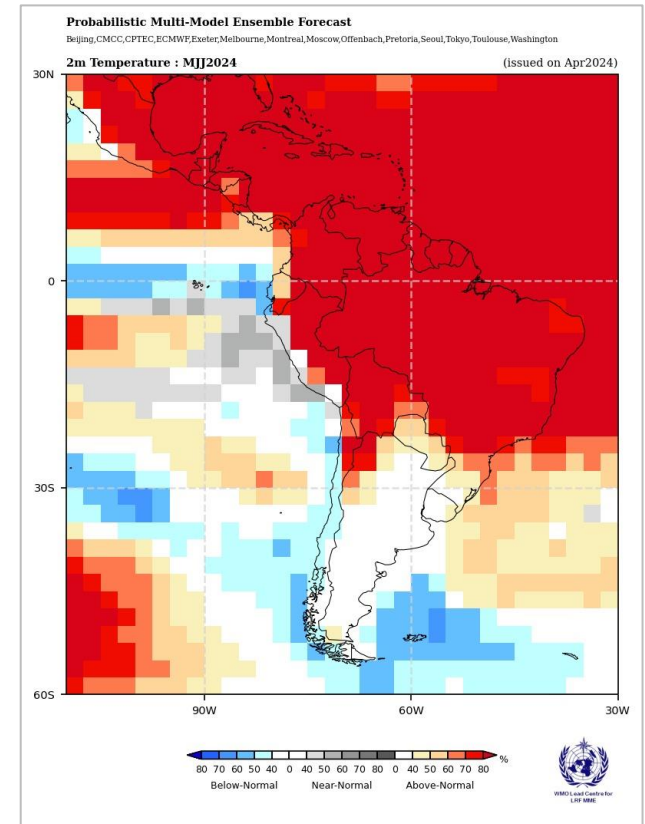 Probabilistic Multi-Model Ensemble Forecast
Beijing,CMCC,CPTEC,ECMWF,Exeter,Melbourne,Montreal,Moscow,Offenbach,Pretoria,Seoul,Tokyo,Toulouse,Washington
2m Temperature : MJJ2024 (issued on Apr2024)
30N
0
30S
60S
90W 60W 30W
80 70 60 50 40 0 40 50 60 70 80 0 40 50 60 70 80 %
Below-Normal Near-Normal Above-Normal
WMO Lead Centre for
LRF MME